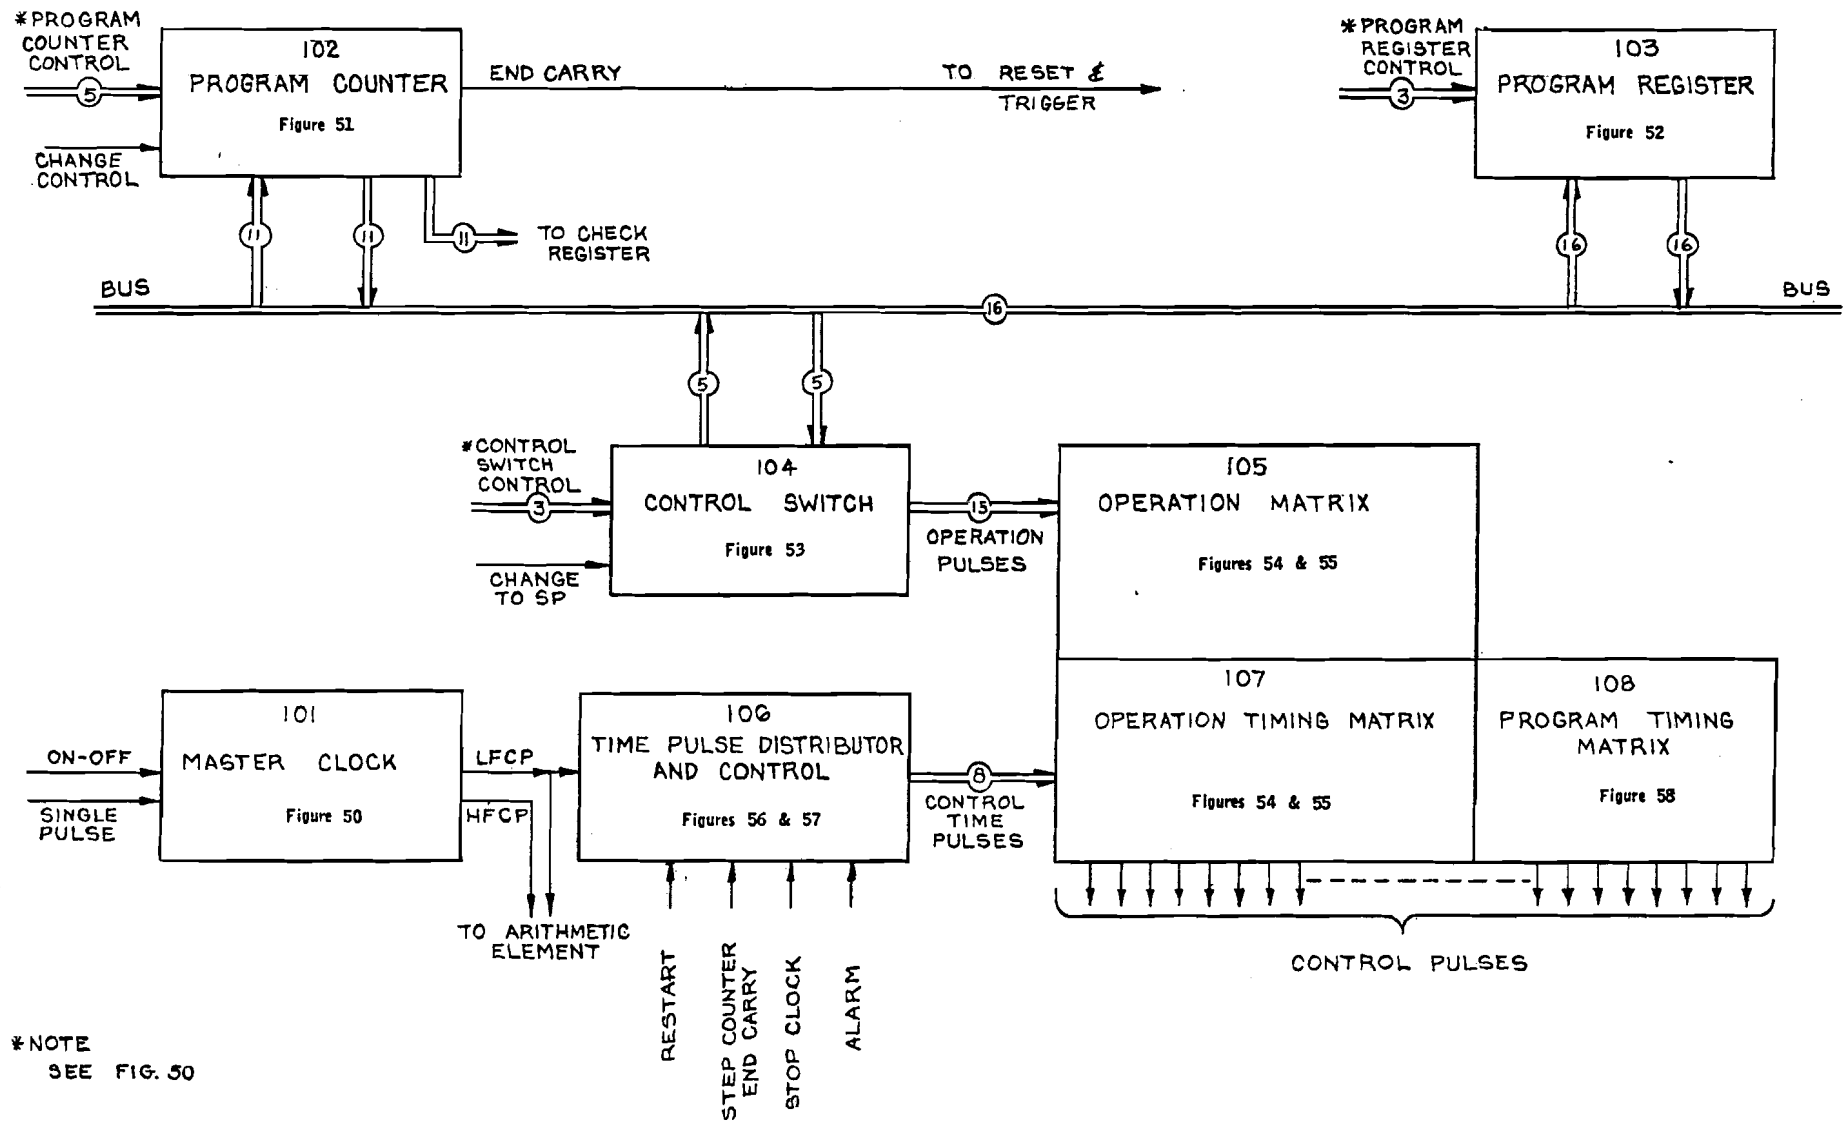 *PROGRAM
COUNTER
CONTROL
5
CHANGE
CONTROL
102
PROGRAM COUNTER
Figure 51
END CARRY
TO RESET &
TRIGGER
*PROGRAM
REGISTER
CONTROL
3
103
PROGRAM REGISTER
Figure 52
11
11
11
TO CHECK
REGISTER
16
16
BUS
16
BUS
5
5
*CONTROL
SWITCH
CONTROL
3
CHANGE
TO SP
104
CONTROL SWITCH
Figure 53
15
OPERATION
PULSES
105
OPERATION MATRIX
Figures 54 & 55
ON-OFF
SINGLE
PULSE
101
MASTER CLOCK
Figure 50
LFCP
HFCP
TO ARITHMETIC
ELEMENT
106
TIME PULSE DISTRIBUTOR
AND CONTROL
Figures 56 & 57
8
CONTROL
TIME
PULSES
107
OPERATION TIMING MATRIX
Figures 54 & 55
108
PROGRAM TIMING
MATRIX
Figure 58
RESTART
STEP COUNTER
END CARRY
STOP CLOCK
ALARM
CONTROL PULSES
*NOTE
SEE FIG. 50